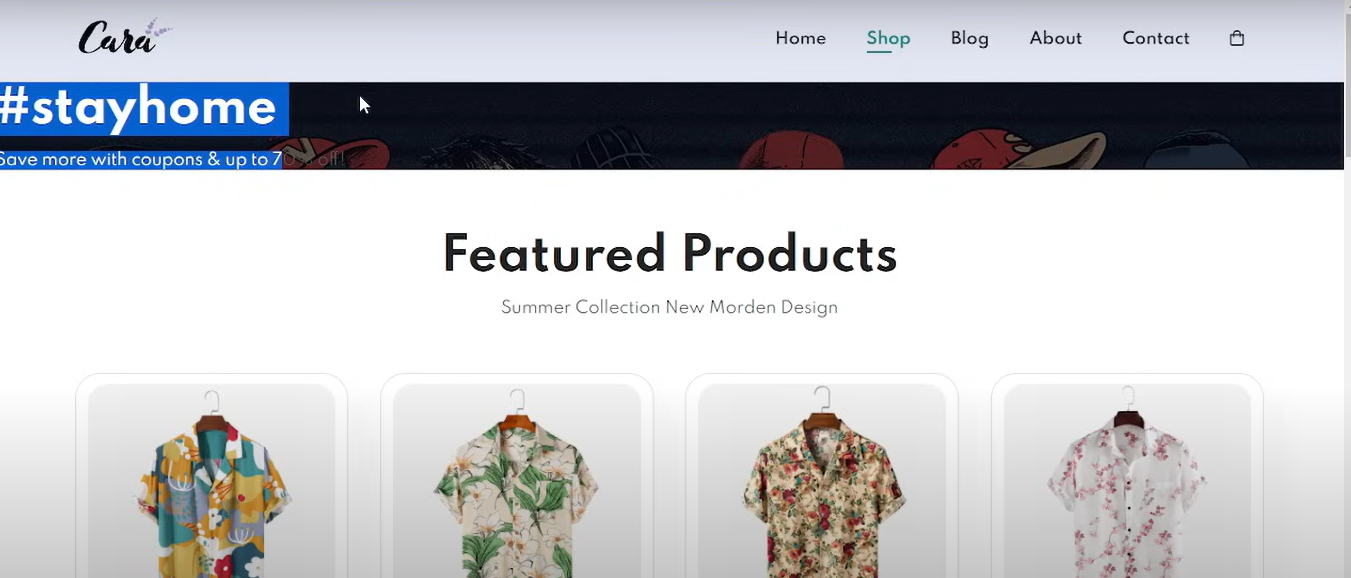 Cara
Home Shop Blog About Contact
#stayhome
Save more with coupons & up to 70% off!
Featured Products
Summer Collection New Morden Design